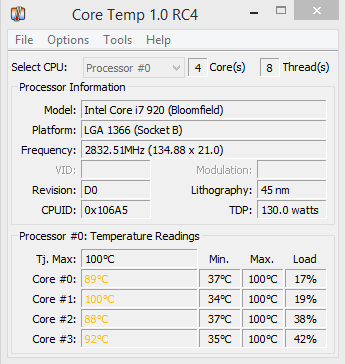 Core Temp 1.0 RC4
File Options Tools Help
Select CPU: Processor #0 4 Core(s) 8 Thread(s)
Processor Information
Model: Intel Core i7 920 (Bloomfield)
Platform: LGA 1366 (Socket B)
Frequency: 2832.51MHz (134.88 x 21.0)
VID: Modulation:
Revision: D0 Lithography: 45 nm
CPUID: 0x106A5 TDP: 130.0 watts
Processor #0: Temperature Readings
Tj. Max: 100°C Min. Max. Load
Core #0: 89°C 37°C 100°C 17%
Core #1: 100°C 34°C 100°C 19%
Core #2: 88°C 37°C 100°C 38%
Core #3: 92°C 35°C 100°C 42%